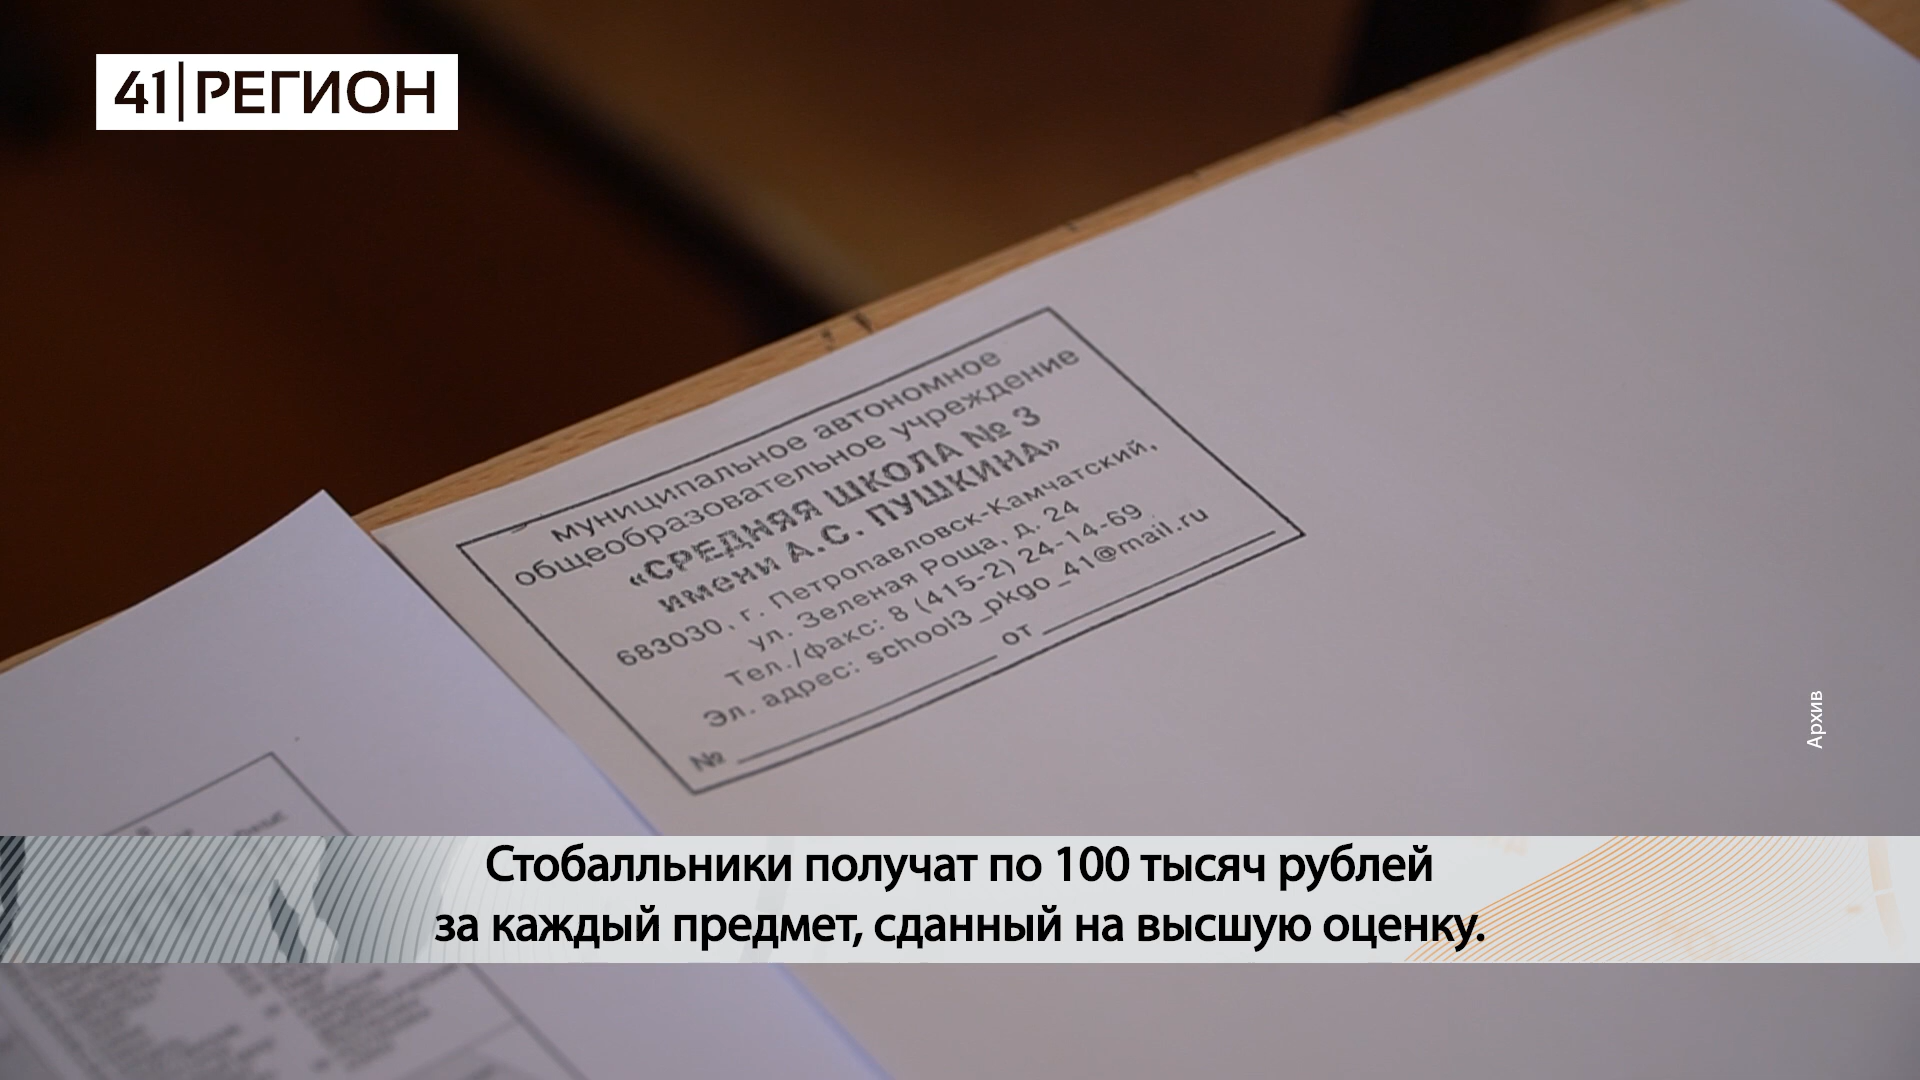 41|РЕГИОН
муниципальное автономное
общеобразовательное учреждение
«СРЕДНЯЯ ШКОЛА № 3
имени А.С. ПУШКИНА»
683030, г. Петропавловск-Камчатский,
ул. Зеленая Роща, д. 24
Тел./факс: 8 (415-2) 24-14-69
Эл. адрес: school3_pkgo_41@mail.ru
№ ____________ от ____________
Архив
Стобалльники получат по 100 тысяч рублей
за каждый предмет, сданный на высшую оценку.